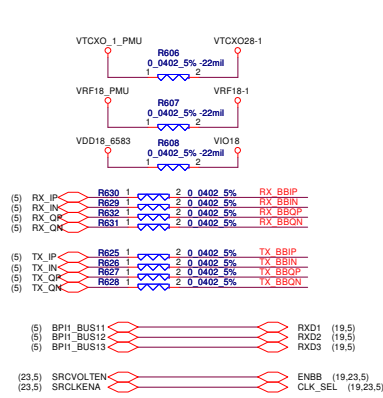 VTCXO_1_PMU VTCXO28-1
R606
0_0402_5% -22mil
1 2
VRF18_PMU VRF18-1
R607
0_0402_5% -22mil
1 2
VDD18_6583 VIO18
R608
0_0402_5% -22mil
1 2
(5) RX_IP R630 1 2 0_0402_5% RX_BBIP
(5) RX_IN R629 1 2 0_0402_5% RX_BBIN
(5) RX_QP R632 1 2 0_0402_5% RX_BBQP
(5) RX_QN R631 1 2 0_0402_5% RX_BBQN
(5) TX_IP R625 1 2 0_0402_5% TX_BBIP
(5) TX_IN R626 1 2 0_0402_5% TX_BBIN
(5) TX_QP R627 1 2 0_0402_5% TX_BBQP
(5) TX_QN R628 1 2 0_0402_5% TX_BBQN
(5) BPI1_BUS11 RXD1 (19,5)
(5) BPI1_BUS12 RXD2 (19,5)
(5) BPI1_BUS13 RXD3 (19,5)
(23,5) SRCVOLTEN ENBB (19,23,5)
(23,5) SRCLKENA CLK_SEL (19,23,5)